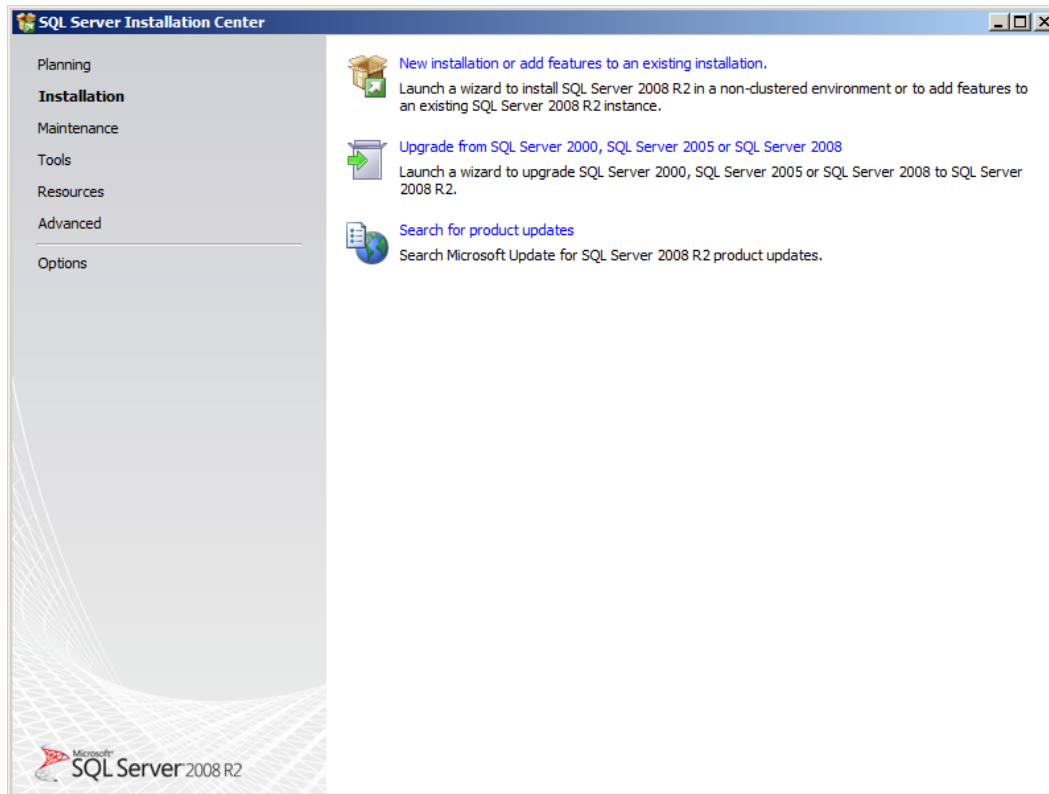 SQL Server Installation Center
Planning
Installation
Maintenance
Tools
Resources
Advanced
Options
New installation or add features to an existing installation.
Launch a wizard to install SQL Server 2008 R2 in a non-clustered environment or to add features to
an existing SQL Server 2008 R2 instance.
Upgrade from SQL Server 2000, SQL Server 2005 or SQL Server 2008
Launch a wizard to upgrade SQL Server 2000, SQL Server 2005 or SQL Server 2008 to SQL Server
2008 R2.
Search for product updates
Search Microsoft Update for SQL Server 2008 R2 product updates.
Microsoft®
SQL Server 2008 R2